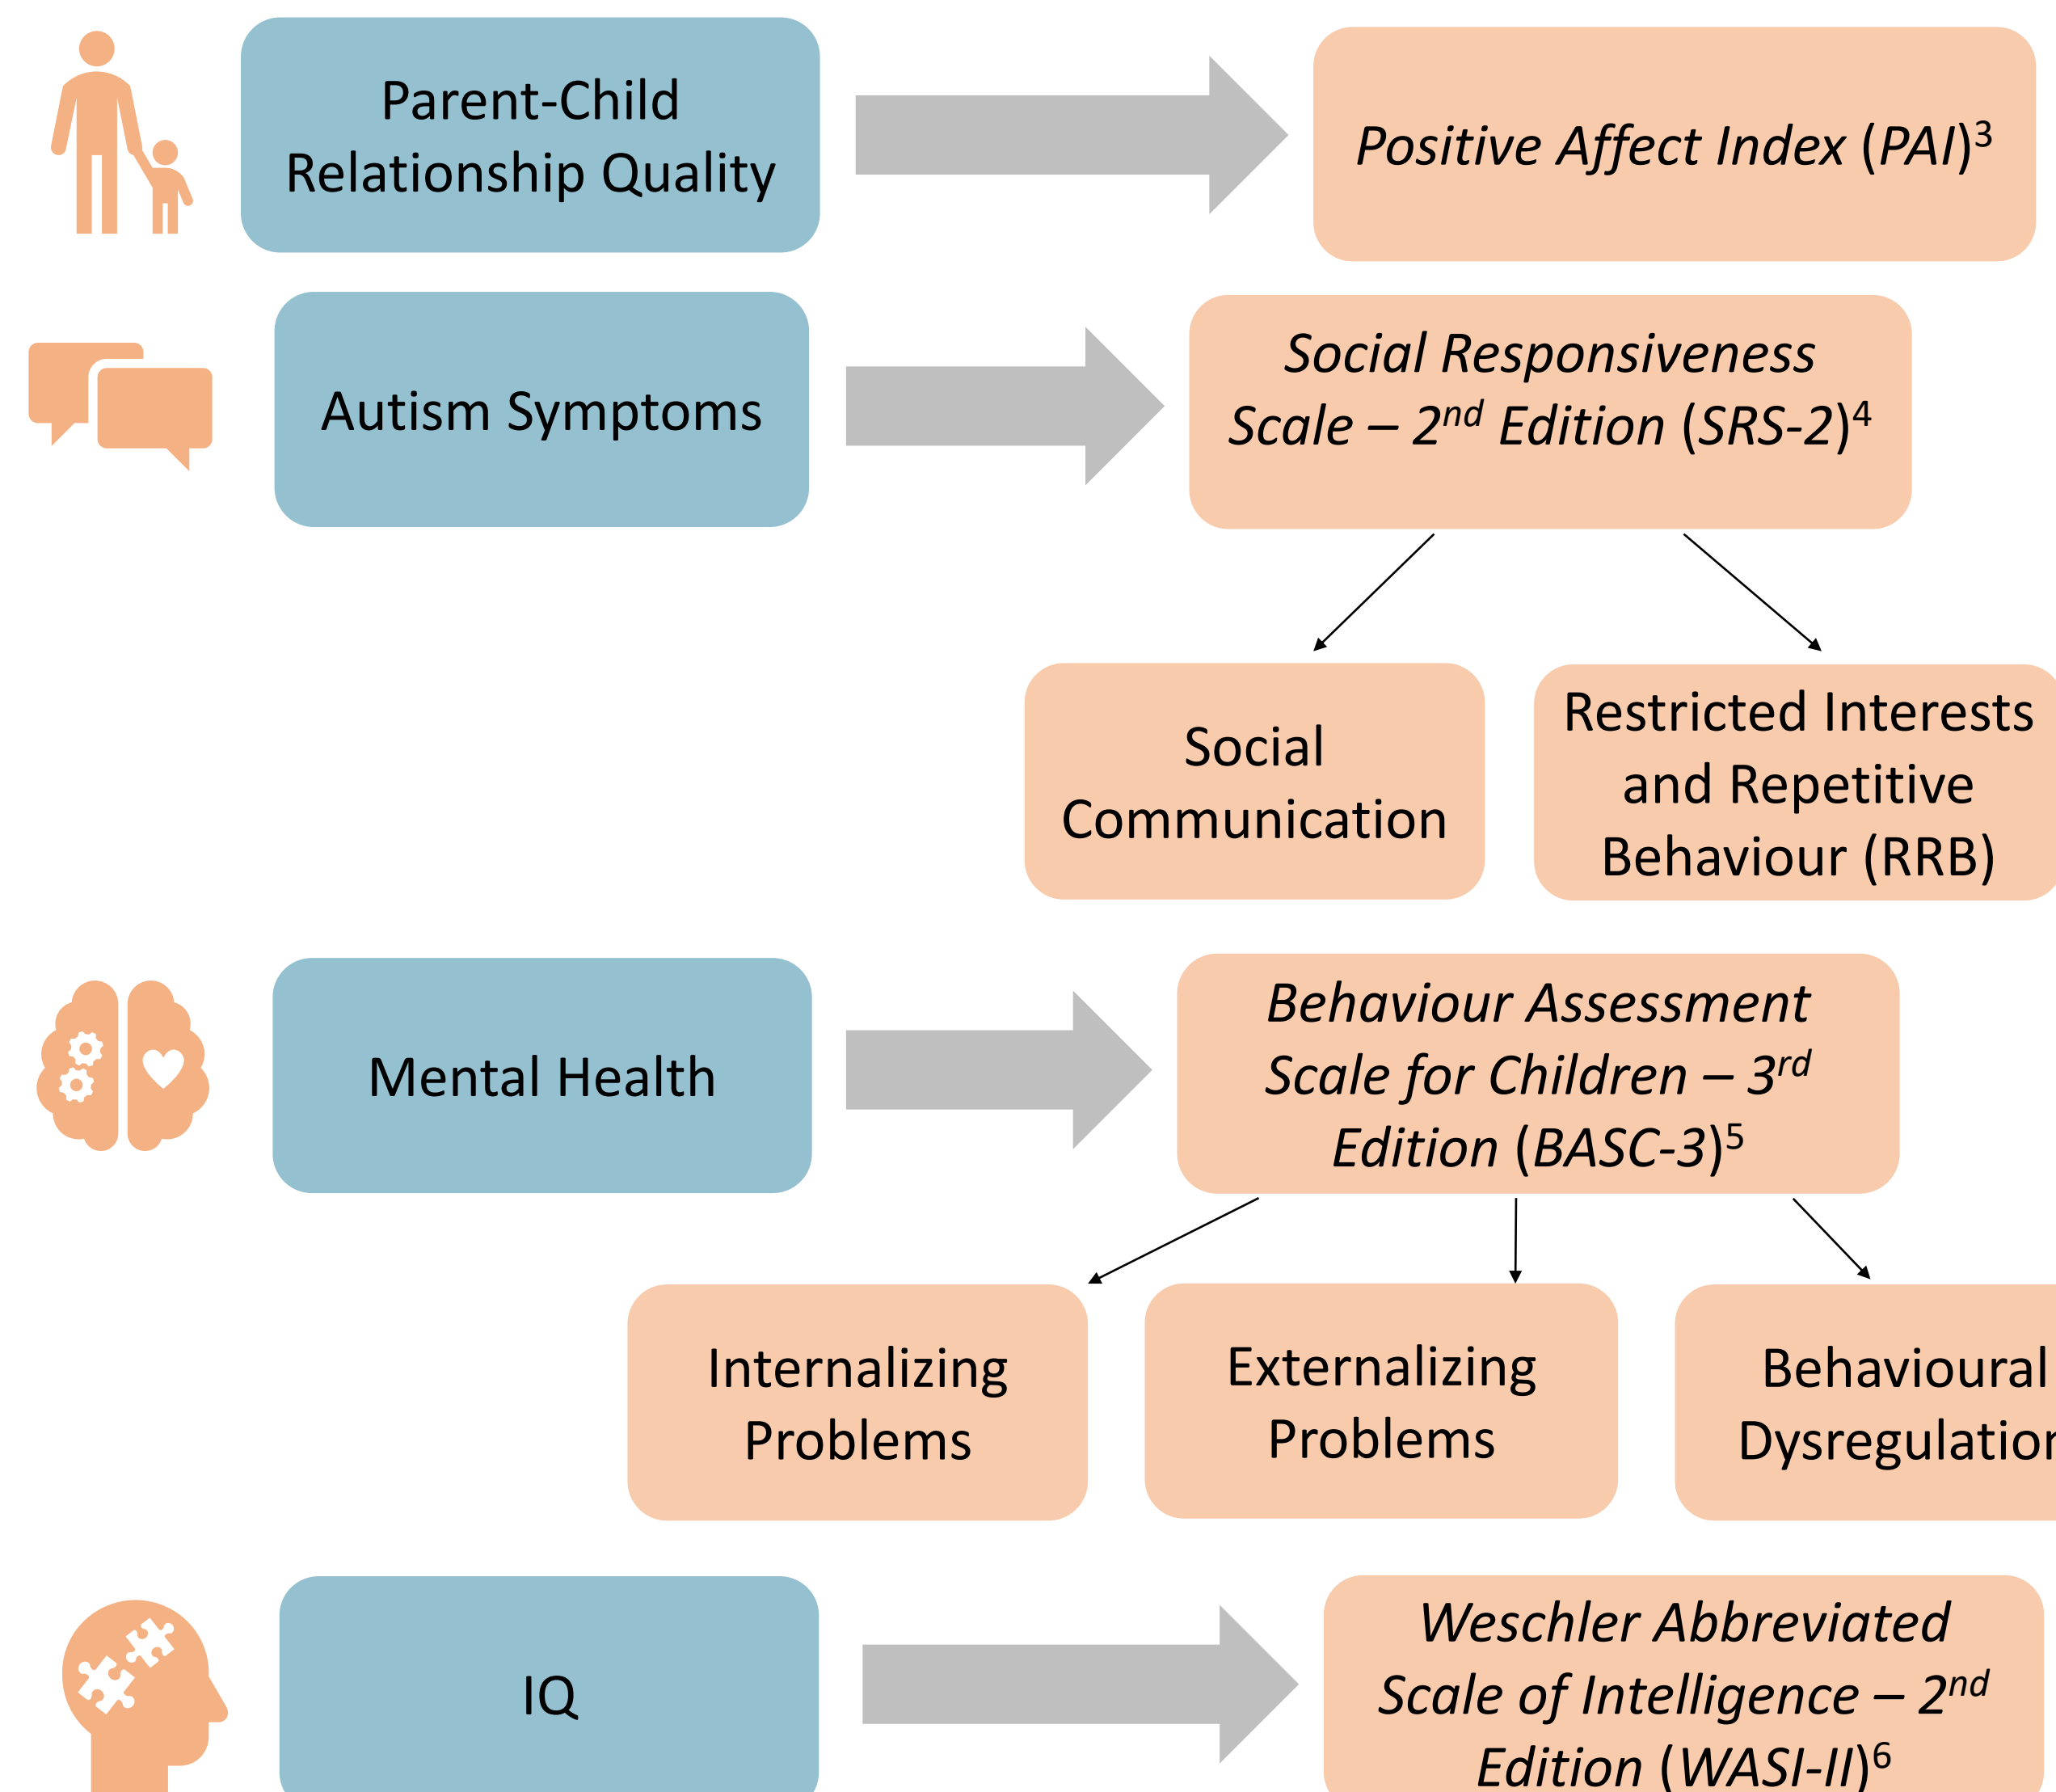 Parent-Child
Relationship Quality
Positive Affect Index (PAI)³
Autism Symptoms
Social Responsiveness
Scale – 2nd Edition (SRS-2)⁴
Social
Communication
Restricted Interests
and Repetitive
Behaviour (RRB)
Mental Health
Behaviour Assessment
Scale for Children – 3rd
Edition (BASC-3)⁵
Internalizing
Problems
Externalizing
Problems
Behavioural
Dysregulation
IQ
Weschler Abbreviated
Scale of Intelligence – 2nd
Edition (WASI-II)⁶